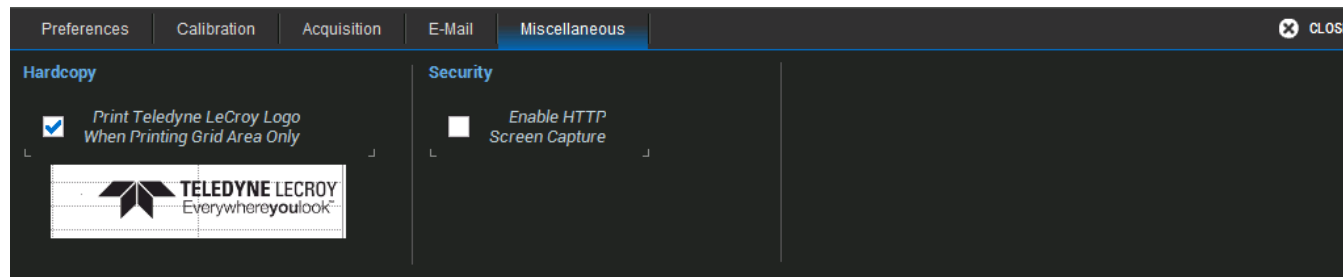 Preferences
Calibration
Acquisition
E-Mail
Miscellaneous
CLOS
Hardcopy
Print Teledyne LeCroy Logo
When Printing Grid Area Only
TELEDYNE LECROY
Everywhereyoulook™
Security
Enable HTTP
Screen Capture